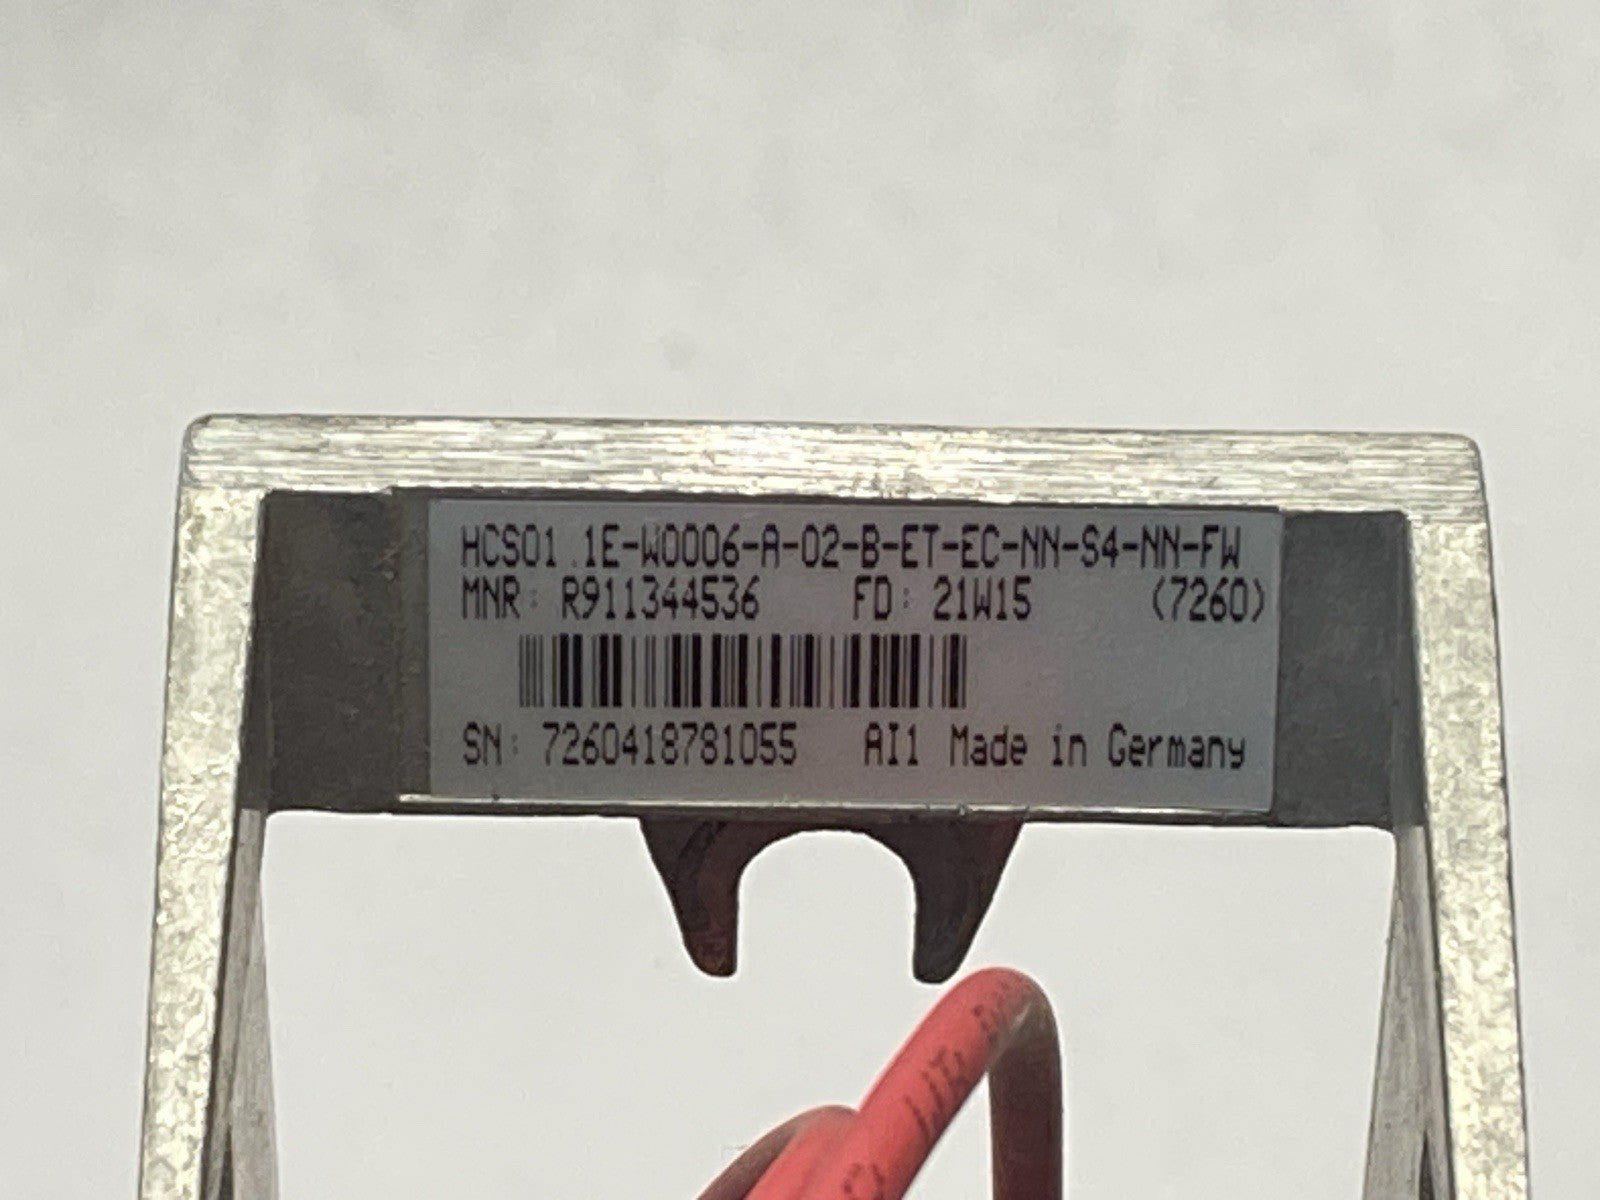 HCS01.1E-W0006-A-02-B-ET-EC-NN-S4-NN-FW
MNR: R911344536 FD: 21W15 (7260)
SN: 7260418781055 AI1 Made in Germany